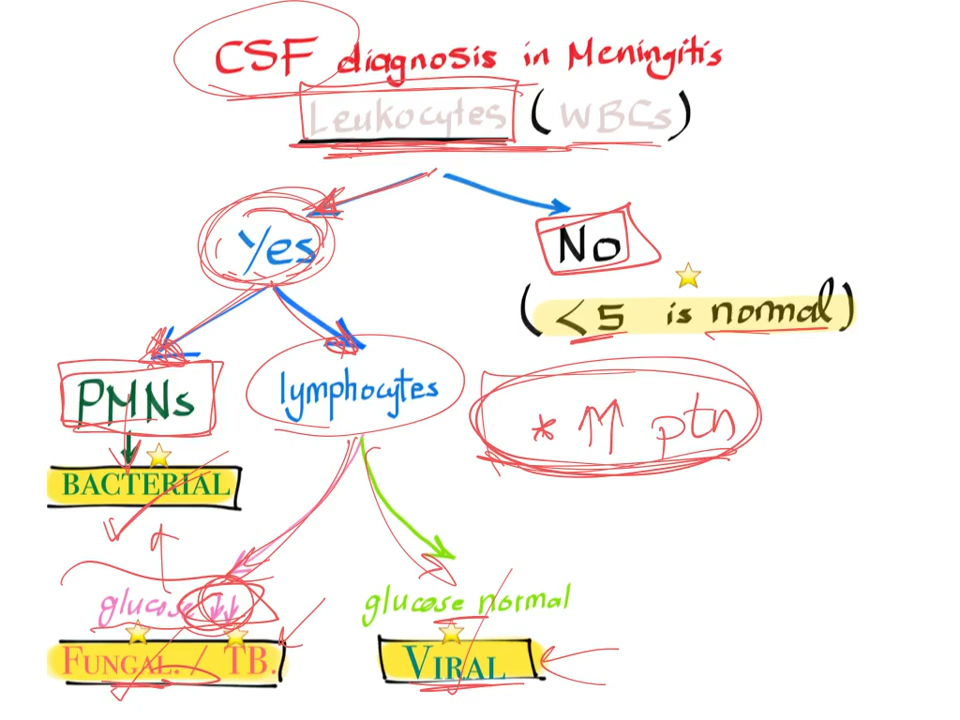 CSF diagnosis in Meningitis
Leukocytes (WBCs)
Yes
No
(<5 is normal)
PMNs
lymphocytes
* ↑↑ ptn
BACTERIAL
glucose ↓↓
glucose normal
FUNGAL. / TB.
VIRAL